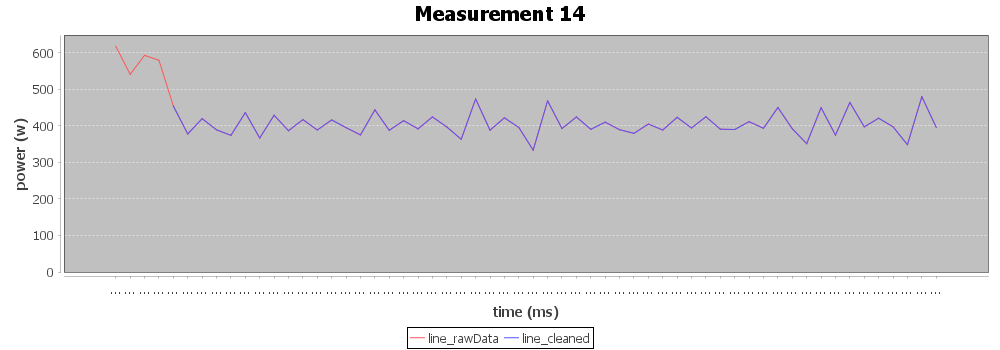 Measurement 14
power (w)
600
500
400
300
200
100
0
... ... ... ... ... ... ... ... ... ... ... ... ... ... ... ... ... ... ... ... ... ... ... ... ... ... ... ... ... ... ... ... ... ... ... ... ... ... ... ... ... ... ... ... ... ... ... ... ... ... ... ... ... ... ... ... ... ...
time (ms)
line_rawData line_cleaned